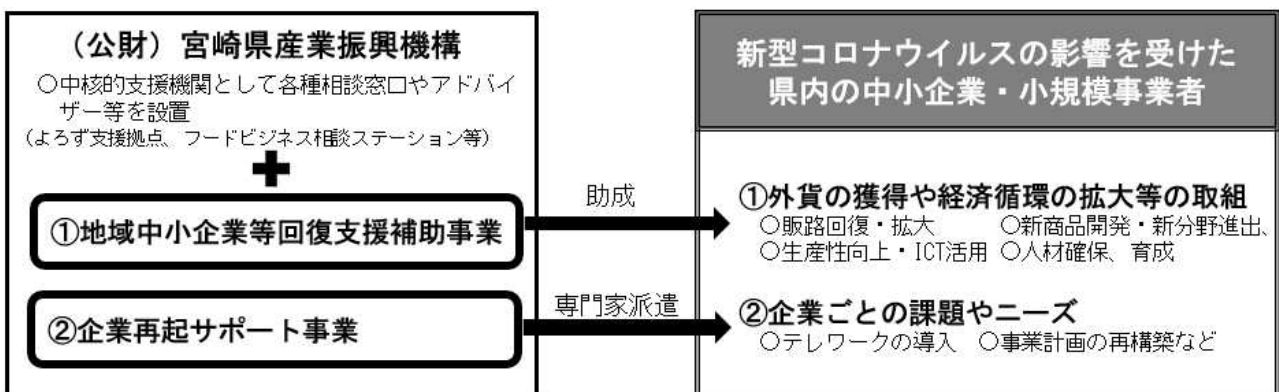 （公財）宮崎県産業振興機構
○中核的支援機関として各種相談窓口やアドバイ
ザー等を設置
（よろず支援拠点、フードビジネス相談ステーション等）
①地域中小企業等回復支援補助事業
②企業再起サポート事業
助成
専門家派遣
新型コロナウイルスの影響を受けた
県内の中小企業・小規模事業者
①外貨の獲得や経済循環の拡大等の取組
○販路回復・拡大 ○新商品開発・新分野進出、
○生産性向上・ICT活用 ○人材確保、育成
②企業ごとの課題やニーズ
○テレワークの導入 ○事業計画の再構築など